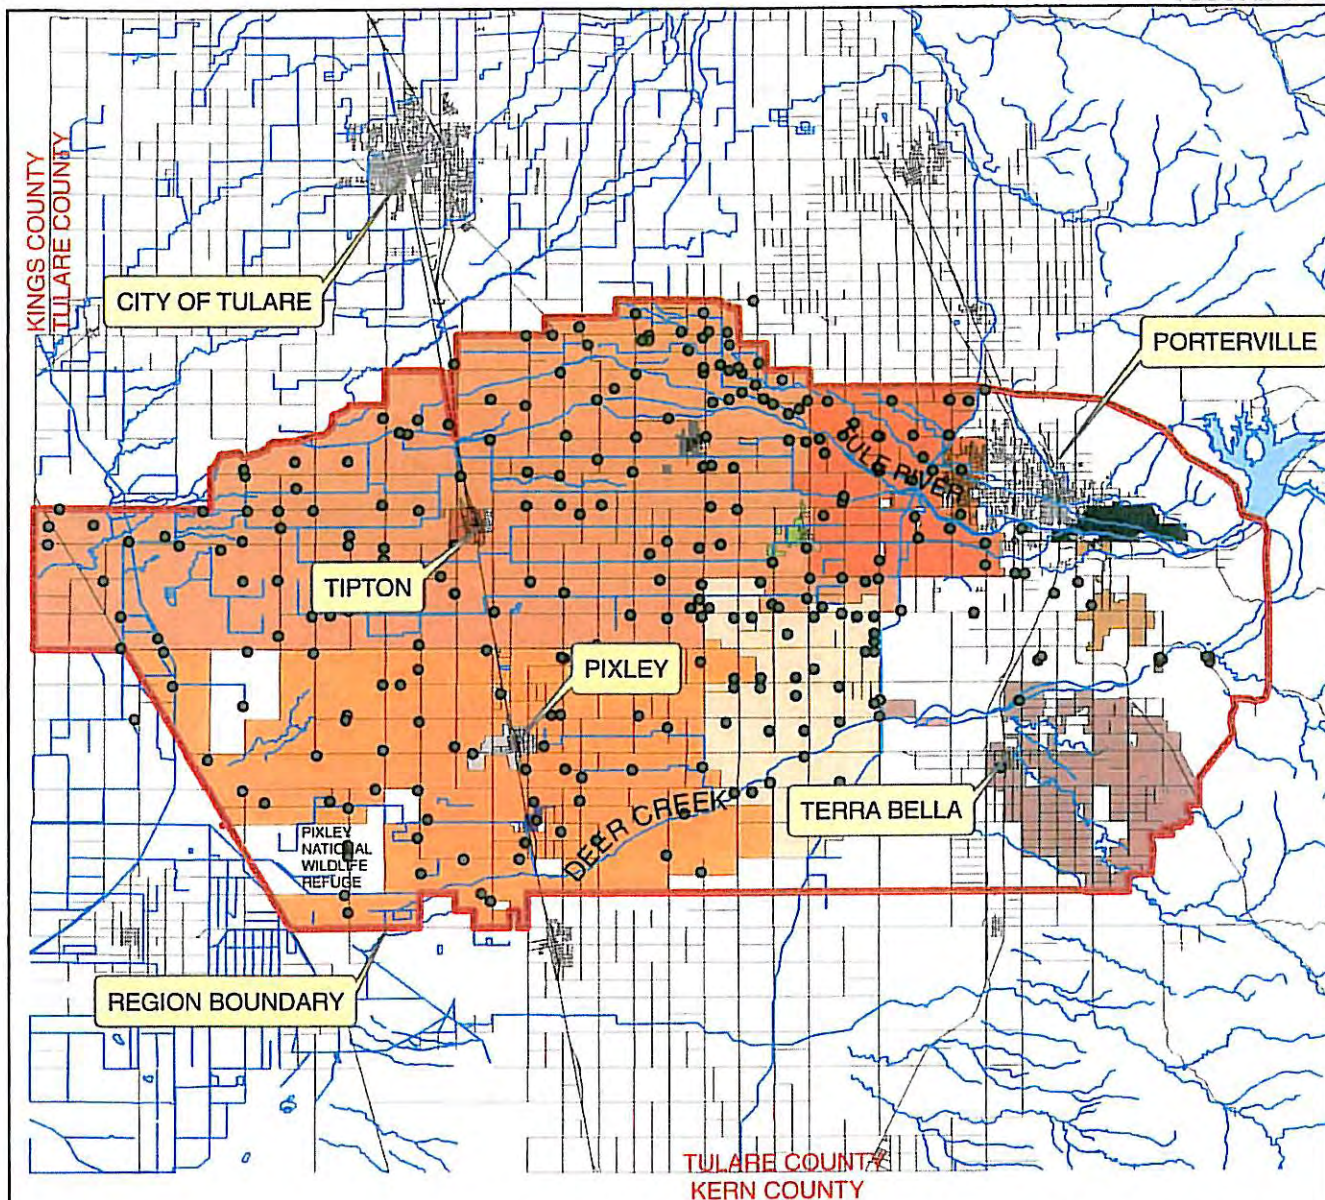 KINGS COUNTY
TULARE COUNTY
CITY OF TULARE
PORTERVILLE
TULE RIVER
TIPTON
PIXLEY
TERRA BELLA
DEER CREEK
PIXLEY
NATIONAL
WILDLIFE
REFUGE
REGION BOUNDARY
TULARE COUNTY
KERN COUNTY